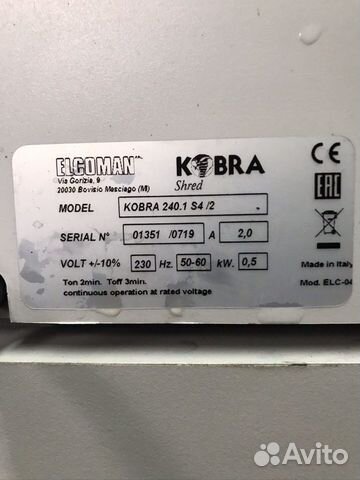 ELCOMAN SRL
Via Gorizia, 9
20030 Bovisio Masciago (MI)
KOBRA
Shred
CE
EAC
MODEL KOBRA 240.1 S4 /2
SERIAL N° 01351 /0719 A 2,0
VOLT +/-10% 230 Hz. 50-60 kW. 0,5
Made in Italy
Ton 2min. Toff 3min.
continuous operation at rated voltage.
Mod. ELC-04
Avito